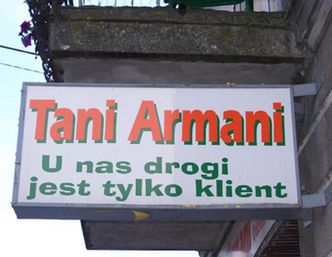 Tani Armani
U nas drogi
jest tylko klient